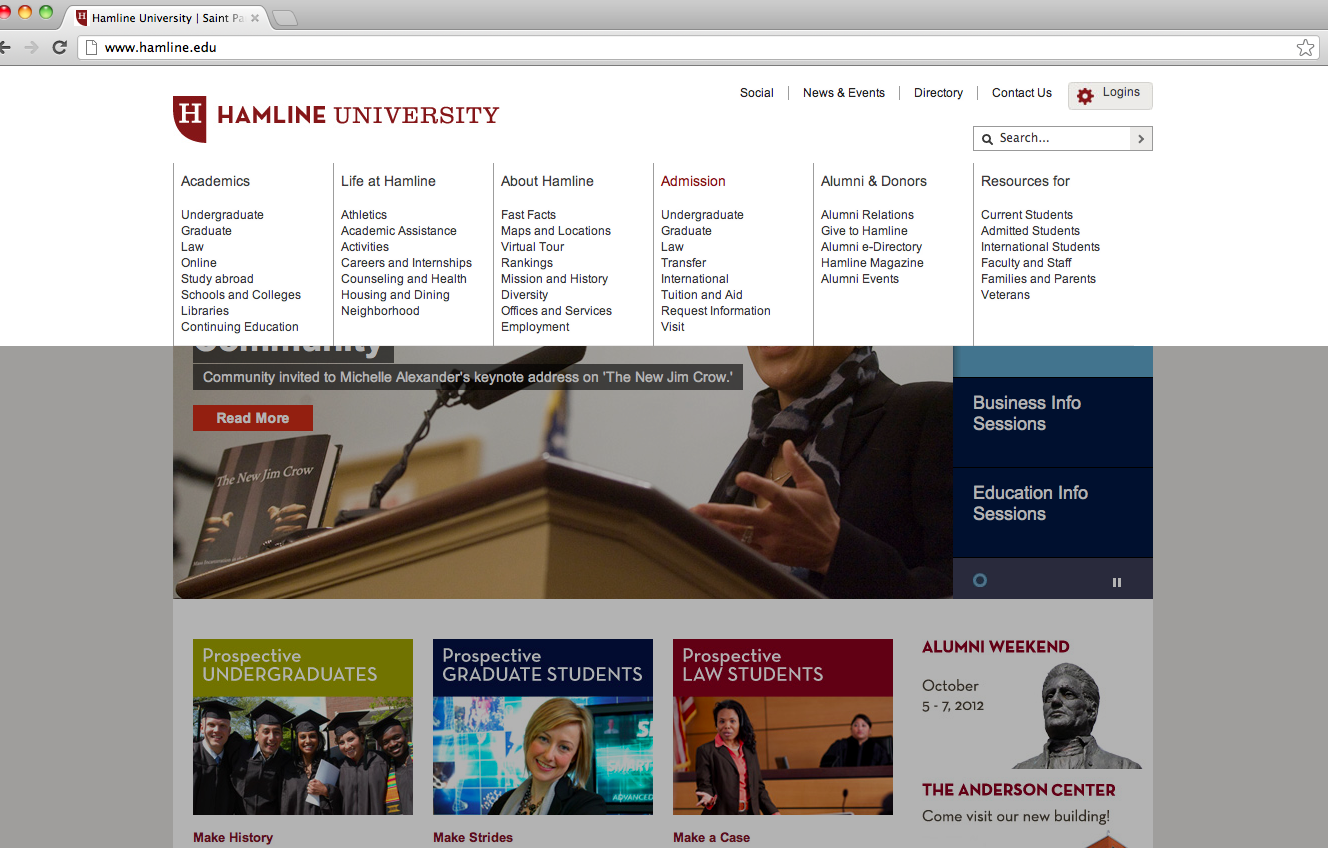 Hamline University | Saint Pa
www.hamline.edu
Social
News & Events
Directory
Contact Us
Logins
H HAMLINE UNIVERSITY
Search...
Academics
Undergraduate
Graduate
Law
Online
Study abroad
Schools and Colleges
Libraries
Continuing Education
Life at Hamline
Athletics
Academic Assistance
Activities
Careers and Internships
Counseling and Health
Housing and Dining
Neighborhood
About Hamline
Fast Facts
Maps and Locations
Virtual Tour
Rankings
Mission and History
Diversity
Offices and Services
Employment
Admission
Undergraduate
Graduate
Law
Transfer
International
Tuition and Aid
Request Information
Visit
Alumni & Donors
Alumni Relations
Give to Hamline
Alumni e-Directory
Hamline Magazine
Alumni Events
Resources for
Current Students
Admitted Students
International Students
Faculty and Staff
Families and Parents
Veterans
Community
Community invited to Michelle Alexander's keynote address on 'The New Jim Crow.'
Read More
The New Jim Crow
Business Info
Sessions
Education Info
Sessions
Prospective
UNDERGRADUATES
Make History
Prospective
GRADUATE STUDENTS
SMART
ADVANCED
Make Strides
Prospective
LAW STUDENTS
Make a Case
ALUMNI WEEKEND
October
5 - 7, 2012
THE ANDERSON CENTER
Come visit our new building!